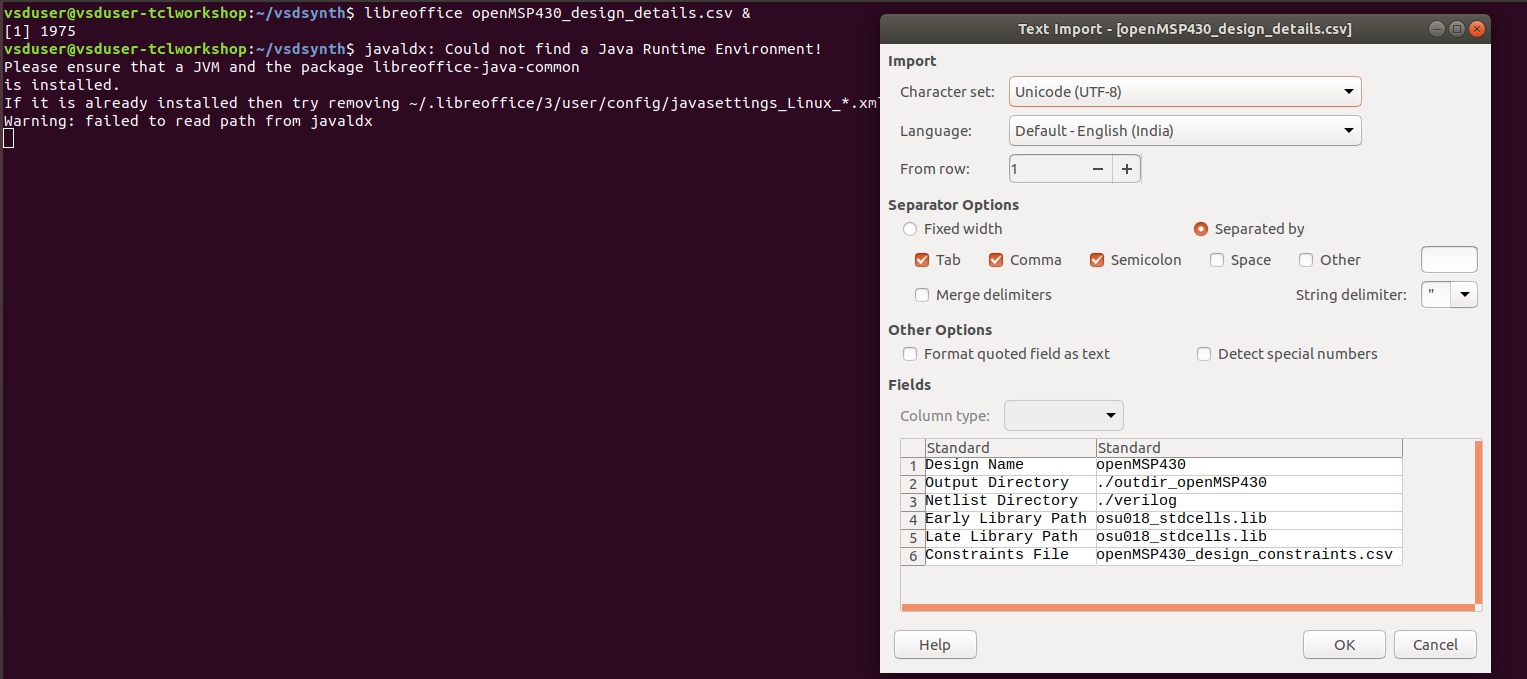 vsduser@vsduser-tclworkshop:~/vsdsynth$ libreoffice openMSP430_design_details.csv &
[1] 1975
vsduser@vsduser-tclworkshop:~/vsdsynth$ javaldx: Could not find a Java Runtime Environment!
Please ensure that a JVM and the package libreoffice-java-common
is installed.
If it is already installed then try removing ~/.libreoffice/3/user/config/javasettings_Linux_*.xml
Warning: failed to read path from javaldx
Text Import - [openMSP430_design_details.csv]
Import
Character set: Unicode (UTF-8)
Language: Default - English (India)
From row: 1
Separator Options
Fixed width Separated by
Tab Comma Semicolon Space Other
Merge delimiters String delimiter: "
Other Options
Format quoted field as text Detect special numbers
Fields
Column type:
Standard Standard
1 Design Name openMSP430
2 Output Directory ./outdir_openMSP430
3 Netlist Directory ./verilog
4 Early Library Path osu018_stdcells.lib
5 Late Library Path osu018_stdcells.lib
6 Constraints File openMSP430_design_constraints.csv
Help OK Cancel